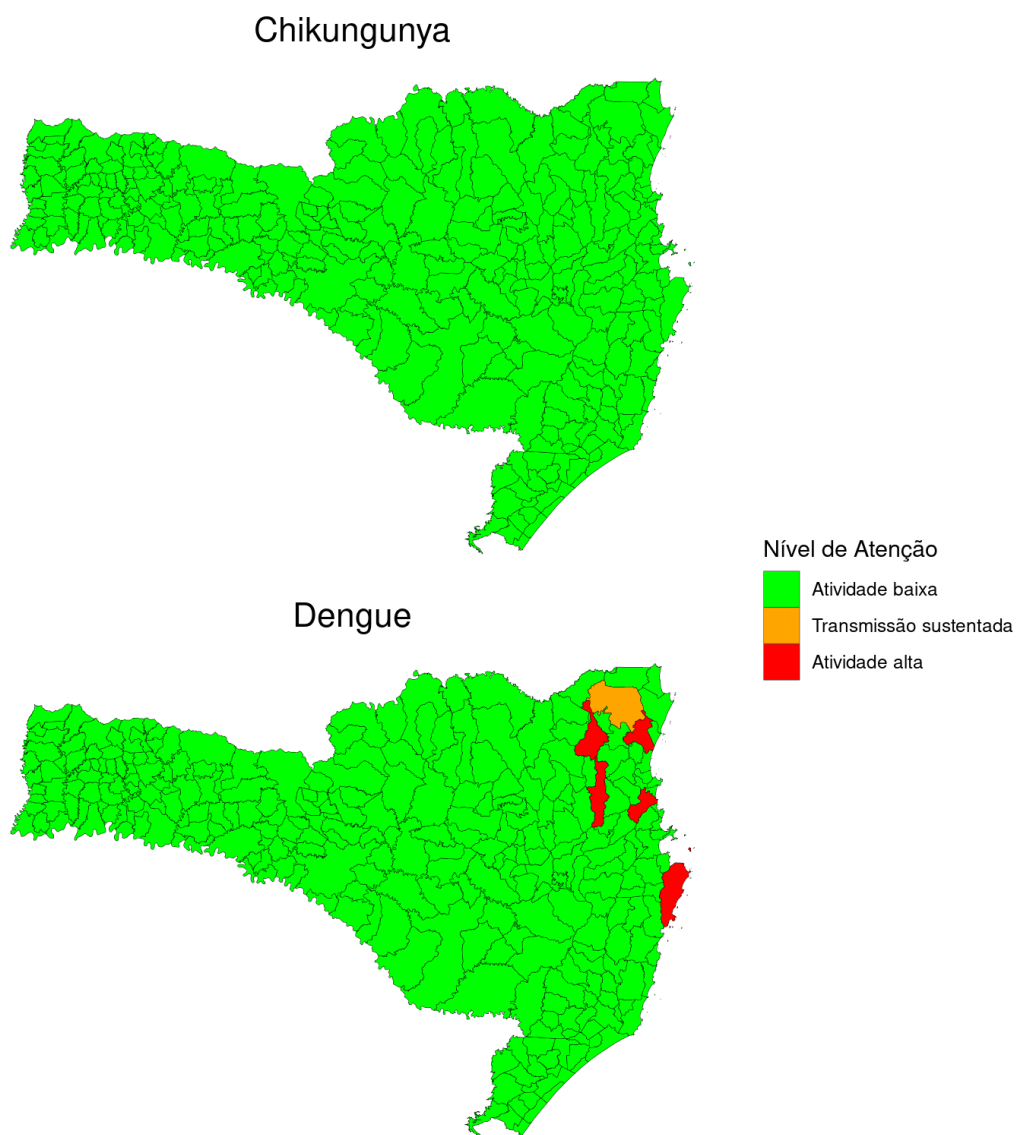 Chikungunya
Nível de Atenção
Atividade baixa
Transmissão sustentada
Atividade alta
Dengue